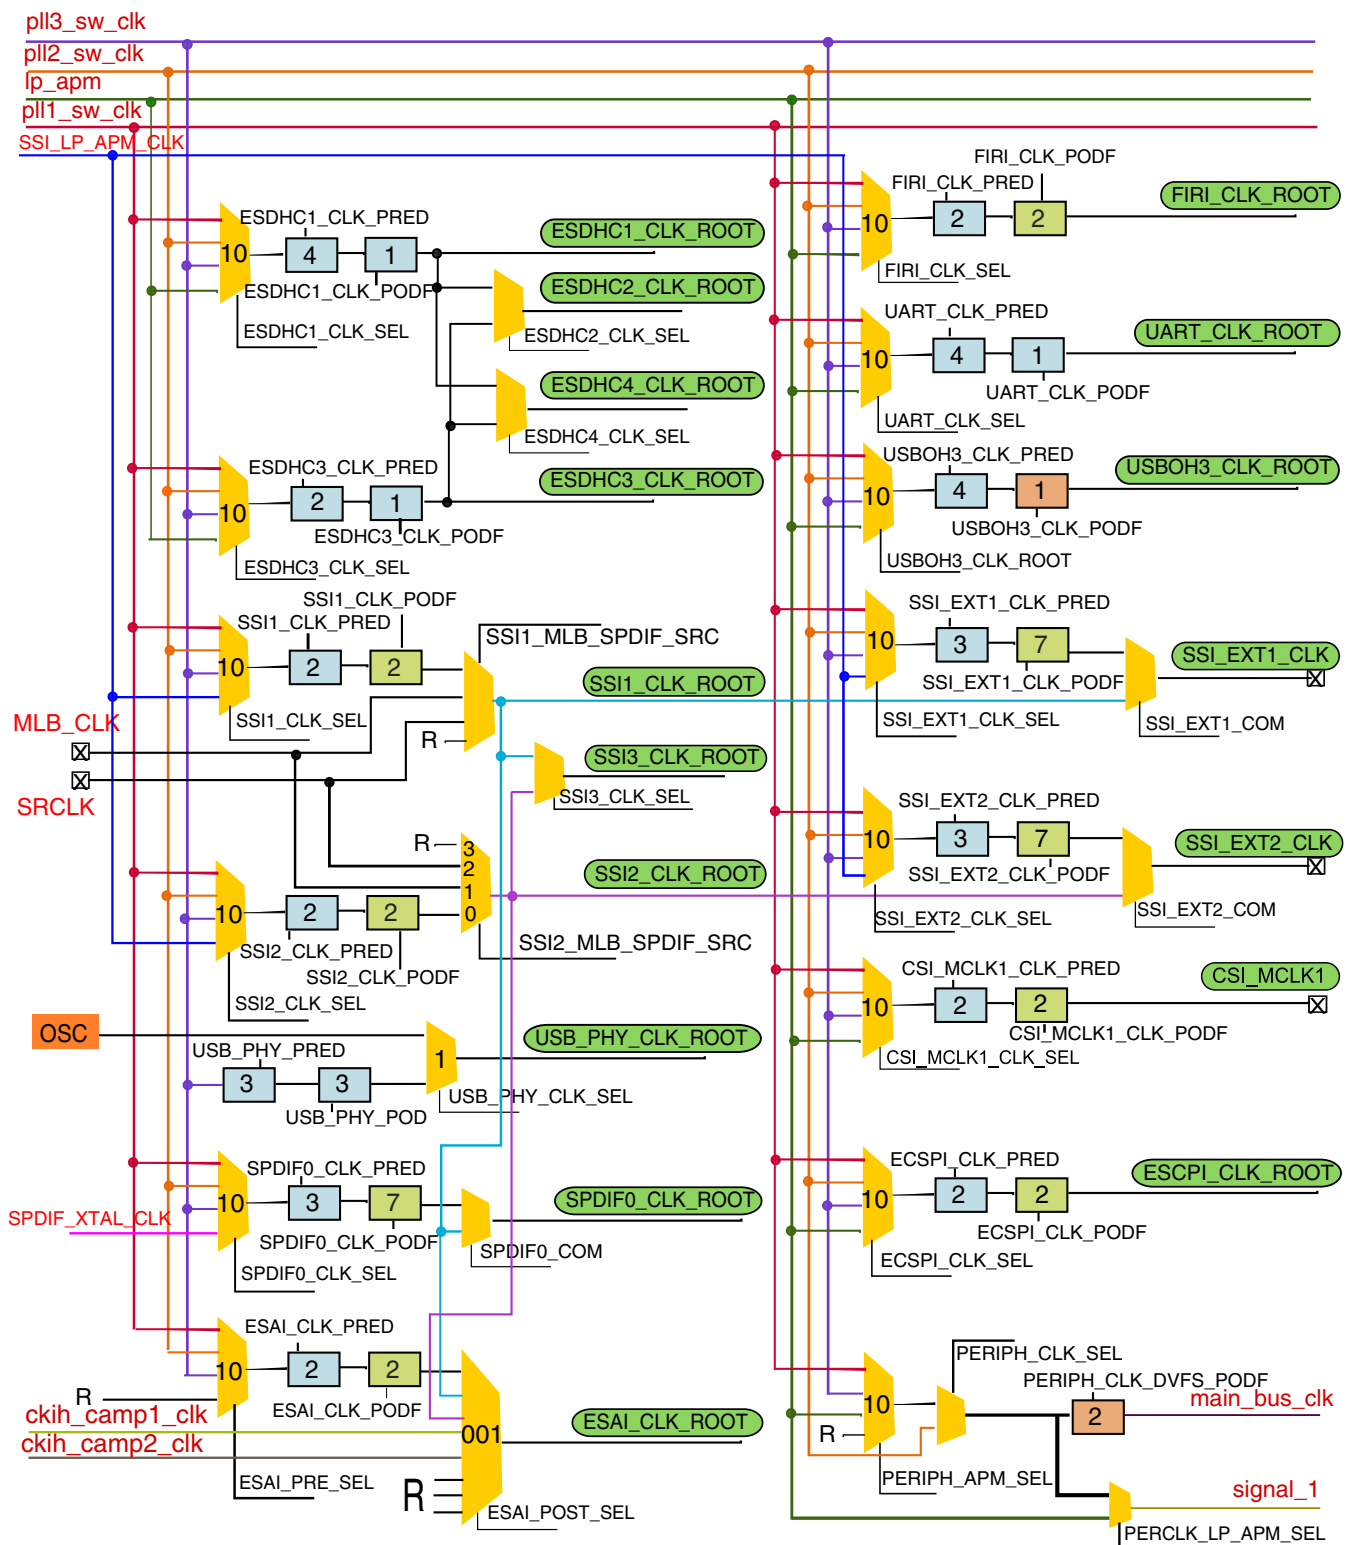 pll3_sw_clk
pll2_sw_clk
lp_apm
pll1_sw_clk
SSI_LP_APM_CLK
ESDHC1_CLK_PRED
10
4
1
ESDHC1_CLK_PODF
ESDHC1_CLK_SEL
ESDHC1_CLK_ROOT
ESDHC2_CLK_ROOT
ESDHC2_CLK_SEL
ESDHC4_CLK_ROOT
ESDHC4_CLK_SEL
ESDHC3_CLK_PRED
10
2
1
ESDHC3_CLK_PODF
ESDHC3_CLK_SEL
ESDHC3_CLK_ROOT
SSI1_CLK_PODF
SSI1_CLK_PRED
10
2
2
SSI1_CLK_SEL
SSI1_MLB_SPDIF_SRC
SSI1_CLK_ROOT
R
MLB_CLK
SRCLK
SSI3_CLK_ROOT
SSI3_CLK_SEL
R
3
2
1
0
SSI2_CLK_ROOT
10
2
2
SSI2_CLK_PRED
SSI2_CLK_PODF
SSI2_CLK_SEL
SSI2_MLB_SPDIF_SRC
OSC
USB_PHY_PRED
3
3
USB_PHY_POD
1
USB_PHY_CLK_ROOT
USB_PHY_CLK_SEL
SPDIF0_CLK_PRED
10
3
7
SPDIF_XTAL_CLK
SPDIF0_CLK_PODF
SPDIF0_CLK_SEL
SPDIF0_CLK_ROOT
SPDIF0_COM
ESAI_CLK_PRED
10
2
2
R
ESAI_CLK_PODF
ckih_camp1_clk
ckih_camp2_clk
ESAI_PRE_SEL
001
R
ESAI_CLK_ROOT
ESAI_POST_SEL
FIRI_CLK_PODF
FIRI_CLK_PRED
10
2
2
FIRI_CLK_SEL
FIRI_CLK_ROOT
UART_CLK_PRED
10
4
1
UART_CLK_PODF
UART_CLK_SEL
UART_CLK_ROOT
USBOH3_CLK_PRED
10
4
1
USBOH3_CLK_PODF
USBOH3_CLK_ROOT
USBOH3_CLK_ROOT
SSI_EXT1_CLK_PRED
10
3
7
SSI_EXT1_CLK_PODF
SSI_EXT1_CLK_SEL
SSI_EXT1_CLK
SSI_EXT1_COM
SSI_EXT2_CLK_PRED
10
3
7
SSI_EXT2_CLK_PODF
SSI_EXT2_CLK_SEL
SSI_EXT2_CLK
SSI_EXT2_COM
CSI_MCLK1_CLK_PRED
10
2
2
CSI_MCLK1_CLK_PODF
CSI_MCLK1_CLK_SEL
CSI_MCLK1
ECSPI_CLK_PRED
10
2
2
ECSPI_CLK_PODF
ECSPI_CLK_SEL
ESCPI_CLK_ROOT
PERIPH_CLK_SEL
PERIPH_CLK_DVFS_PODF
10
2
main_bus_clk
R
PERIPH_APM_SEL
signal_1
PERCLK_LP_APM_SEL